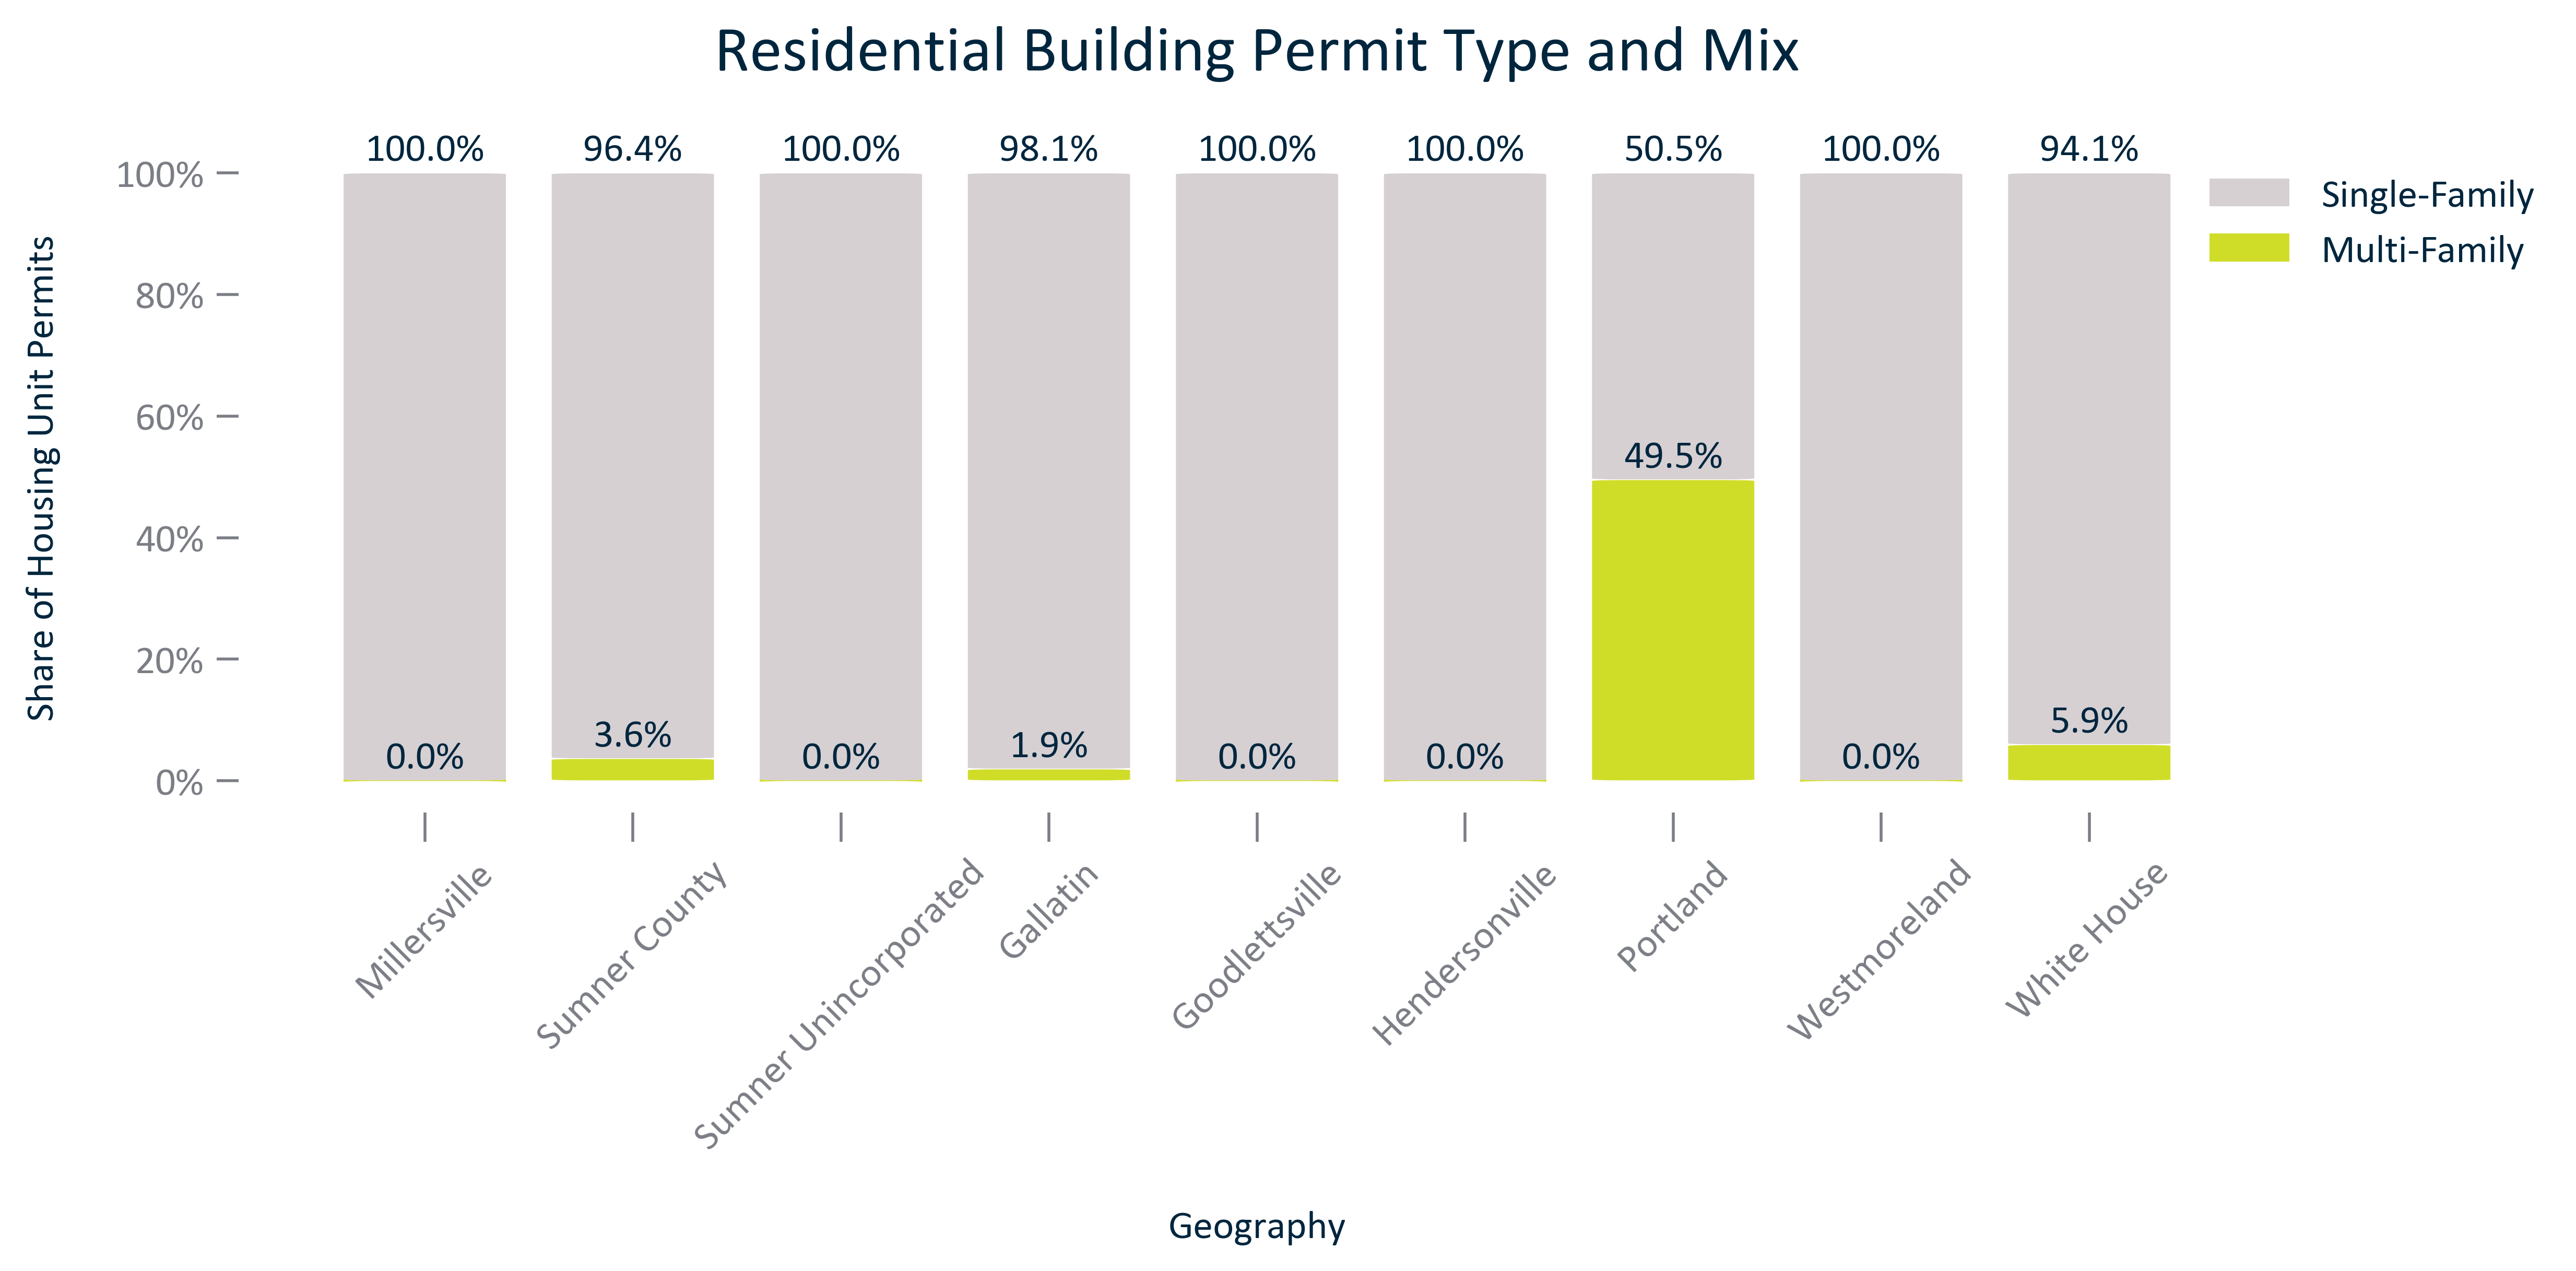 Residential Building Permit Type and Mix
100.0%
96.4%
100.0%
98.1%
100.0%
100.0%
50.5%
100.0%
94.1%
Single-Family
Multi-Family
Share of Housing Unit Permits
100%
80%
60%
40%
20%
0%
0.0%
3.6%
0.0%
1.9%
0.0%
0.0%
49.5%
0.0%
5.9%
Millersville
Sumner County
Sumner Unincorporated
Gallatin
Goodlettsville
Hendersonville
Portland
Westmoreland
White House
Geography